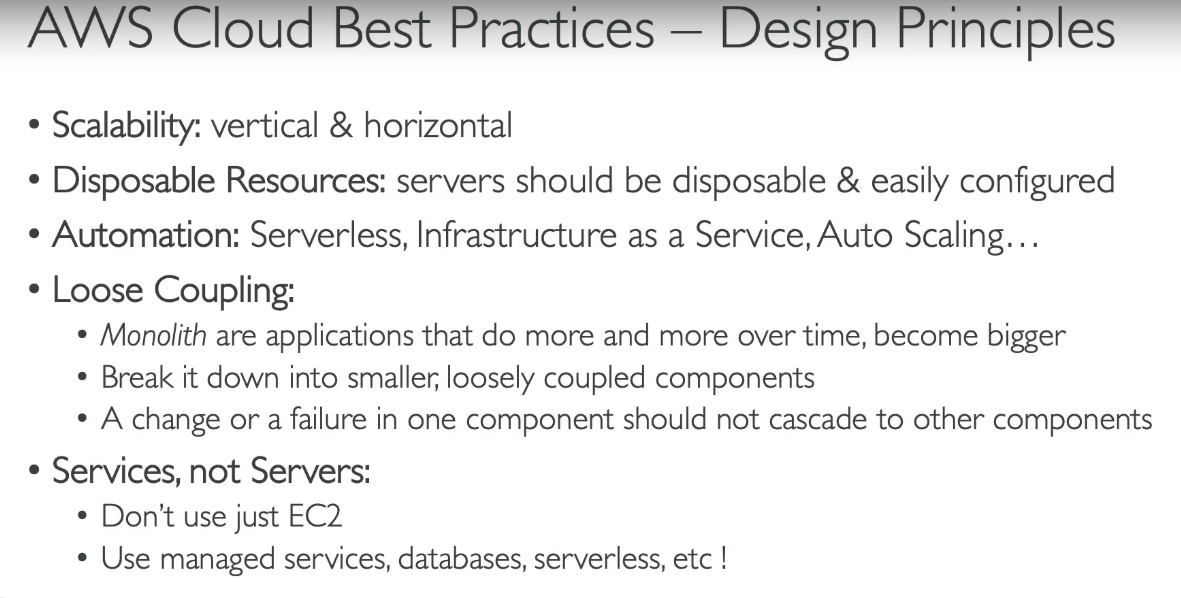 AWS Cloud Best Practices – Design Principles
• Scalability: vertical & horizontal
• Disposable Resources: servers should be disposable & easily configured
• Automation: Serverless, Infrastructure as a Service, Auto Scaling…
• Loose Coupling:
• Monolith are applications that do more and more over time, become bigger
• Break it down into smaller, loosely coupled components
• A change or a failure in one component should not cascade to other components
• Services, not Servers:
• Don’t use just EC2
• Use managed services, databases, serverless, etc !